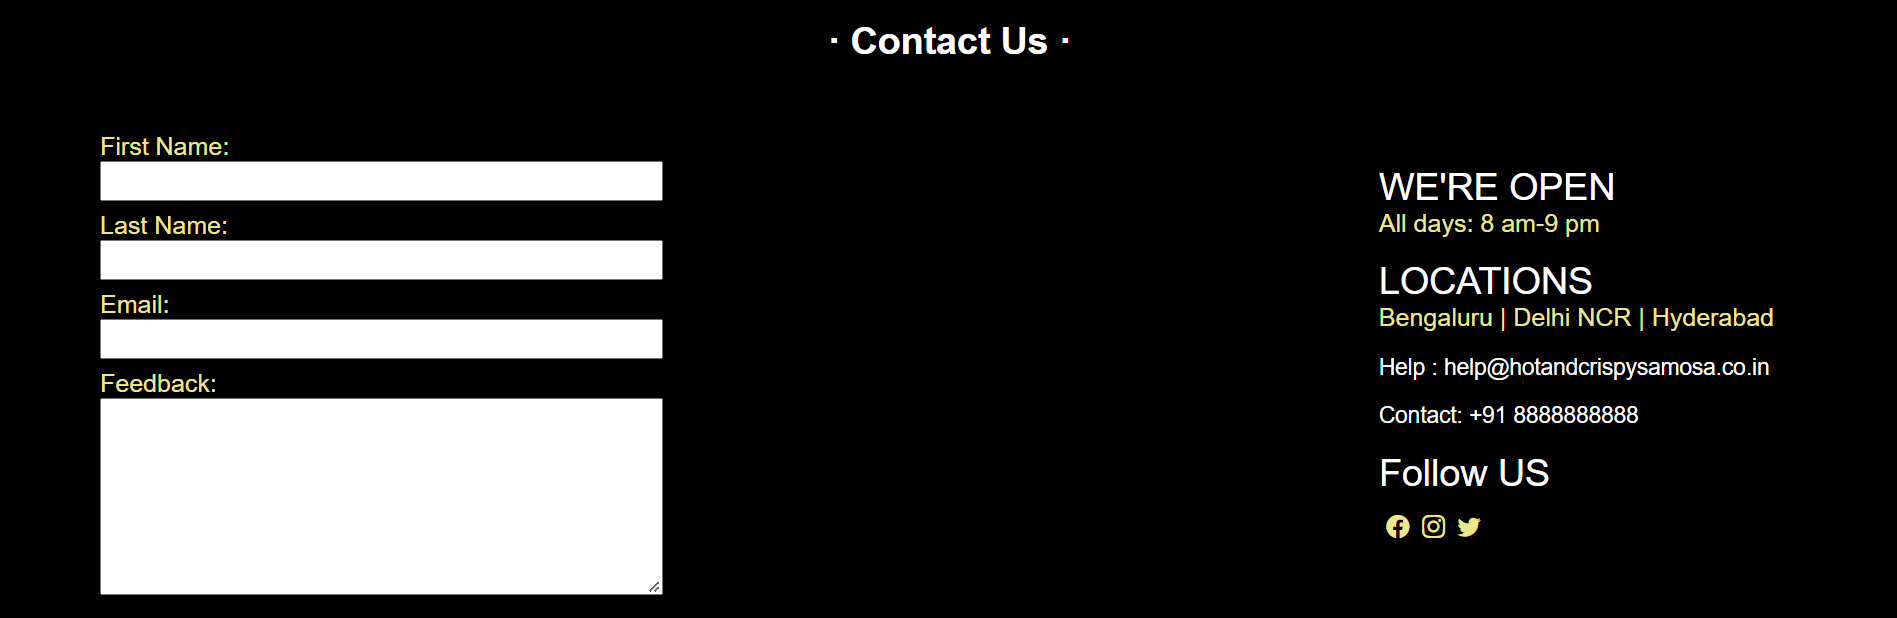 · Contact Us ·
First Name:
Last Name:
Email:
Feedback:
WE'RE OPEN
All days: 8 am-9 pm
LOCATIONS
Bengaluru | Delhi NCR | Hyderabad
Help : help@hotandcrispysamosa.co.in
Contact: +91 8888888888
Follow US